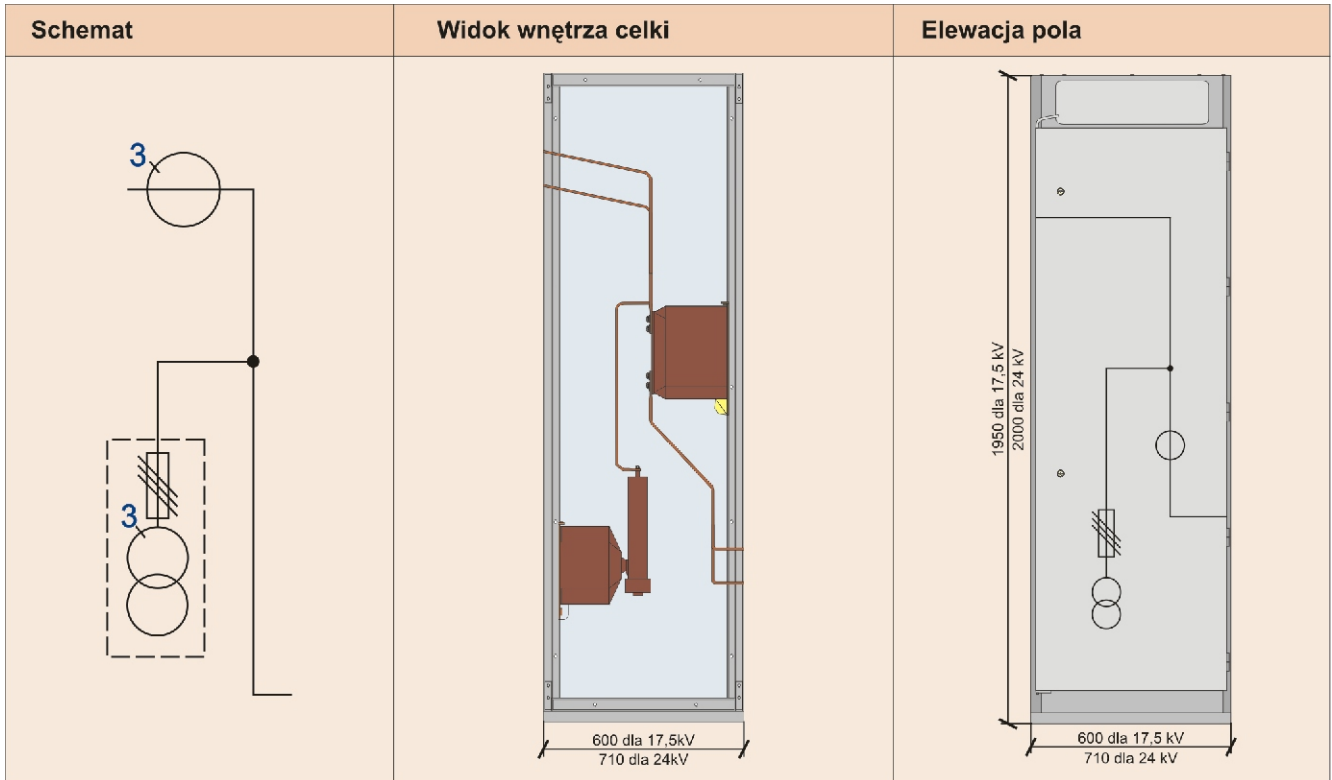 Schemat
Widok wnętrza celki
Elewacja pola
3
3
600 dla 17,5kV
710 dla 24kV
1950 dla 17,5 kV
2000 dla 24 kV
600 dla 17,5 kV
710 dla 24 kV